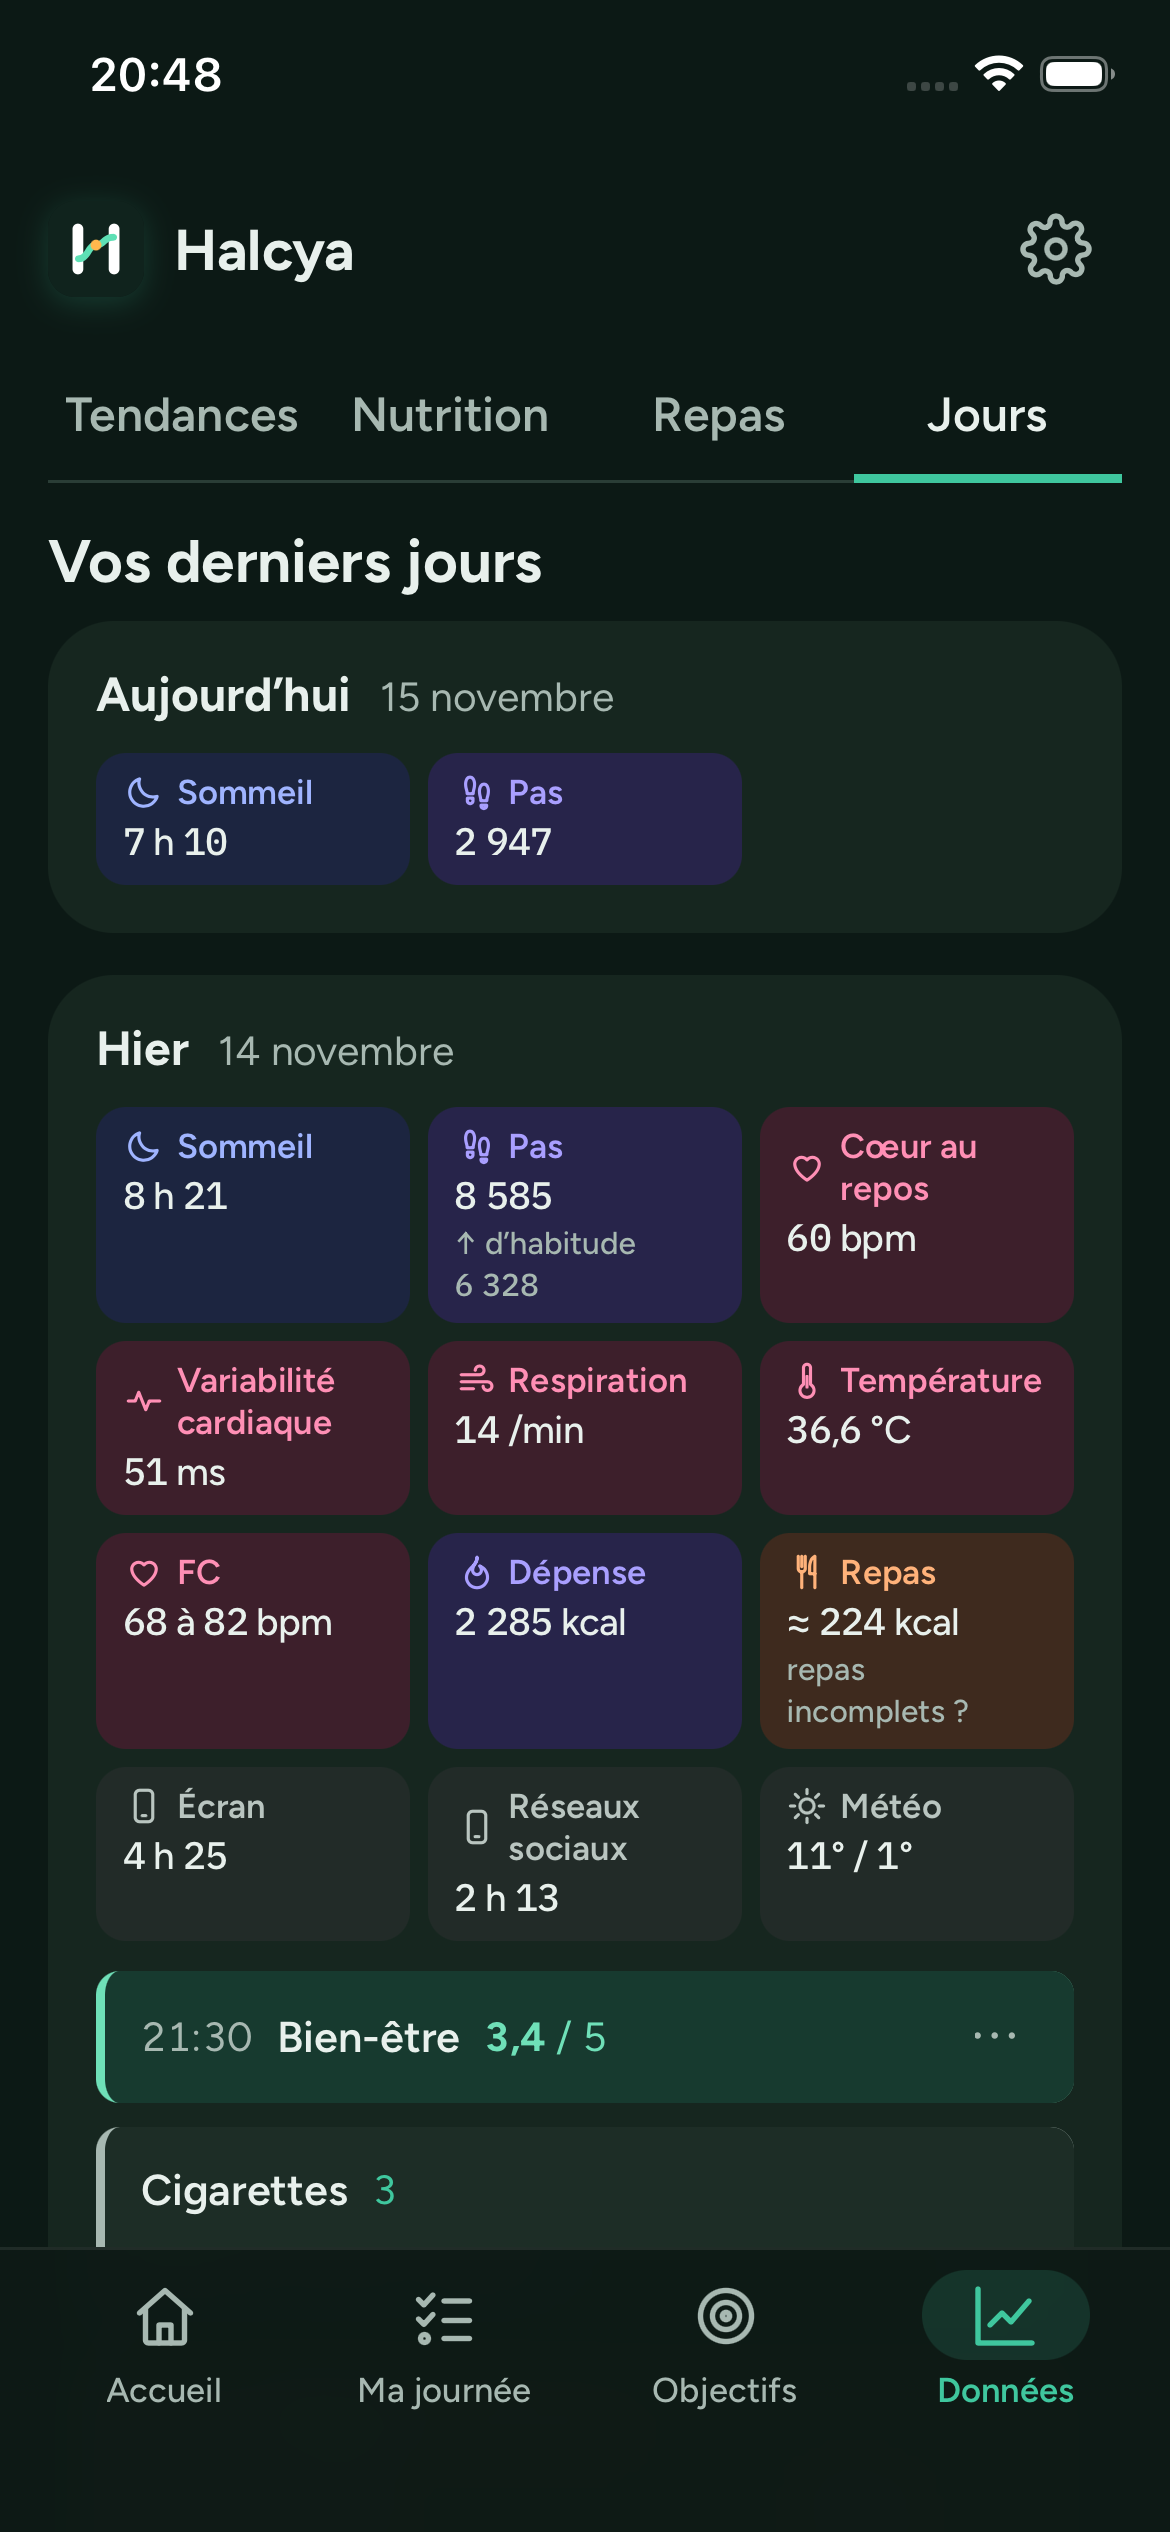 20:48
Halcya
Tendances Nutrition Repas Jours
Vos derniers jours
Aujourd’hui 15 novembre
Sommeil
7 h 10
Pas
2 947
Hier 14 novembre
Sommeil
8 h 21
Pas
8 585
↑ d’habitude
6 328
Cœur au
repos
60 bpm
Variabilité
cardiaque
51 ms
Respiration
14 /min
Température
36,6 °C
FC
68 à 82 bpm
Dépense
2 285 kcal
Repas
≈ 224 kcal
repas
incomplets ?
Écran
4 h 25
Réseaux
sociaux
2 h 13
Météo
11° / 1°
21:30 Bien-être 3,4 / 5 ...
Cigarettes 3
Accueil Ma journée Objectifs Données